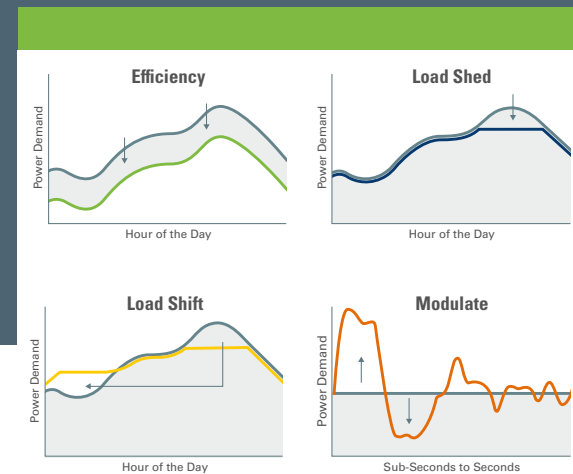 Efficiency
Power Demand
Hour of the Day
Load Shed
Power Demand
Hour of the Day
Load Shift
Power Demand
Hour of the Day
Modulate
Power Demand
Sub-Seconds to Seconds